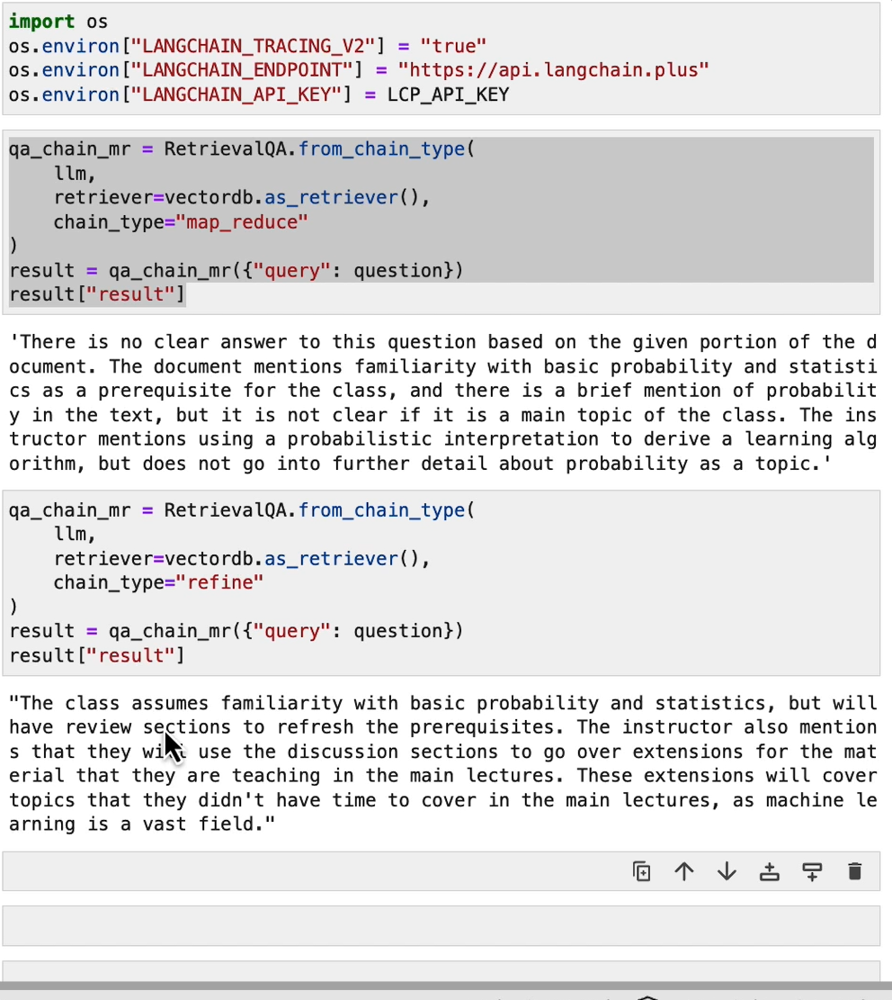 import os
os.environ["LANGCHAIN_TRACING_V2"] = "true"
os.environ["LANGCHAIN_ENDPOINT"] = "https://api.langchain.plus"
os.environ["LANGCHAIN_API_KEY"] = LCP_API_KEY
qa_chain_mr = RetrievalQA.from_chain_type(
    llm,
    retriever=vectordb.as_retriever(),
    chain_type="map_reduce"
)
result = qa_chain_mr({"query": question})
result["result"]
'There is no clear answer to this question based on the given portion of the d
ocument. The document mentions familiarity with basic probability and statisti
cs as a prerequisite for the class, and there is a brief mention of probabilit
y in the text, but it is not clear if it is a main topic of the class. The ins
tructor mentions using a probabilistic interpretation to derive a learning alg
orithm, but does not go into further detail about probability as a topic.'
qa_chain_mr = RetrievalQA.from_chain_type(
    llm,
    retriever=vectordb.as_retriever(),
    chain_type="refine"
)
result = qa_chain_mr({"query": question})
result["result"]
"The class assumes familiarity with basic probability and statistics, but will
have review sections to refresh the prerequisites. The instructor also mention
s that they will use the discussion sections to go over extensions for the mat
erial that they are teaching in the main lectures. These extensions will cover
topics that they didn't have time to cover in the main lectures, as machine le
arning is a vast field."